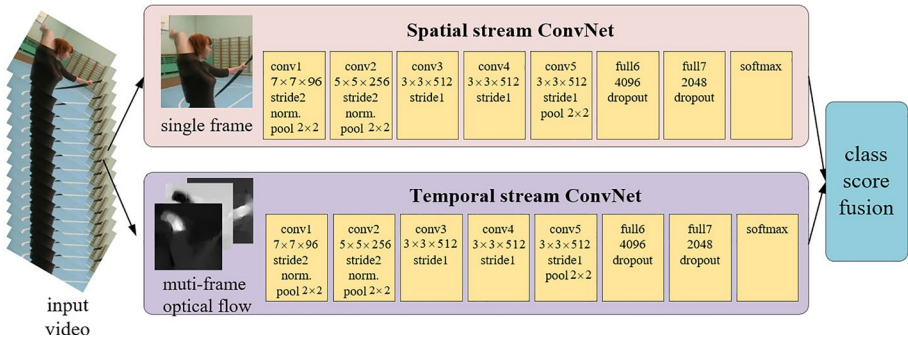 Spatial stream ConvNet
single frame
conv1
7×7×96
stride2
norm.
pool 2×2
conv2
5×5×256
stride2
norm.
pool 2×2
conv3
3×3×512
stride1
conv4
3×3×512
stride1
conv5
3×3×512
stride1
pool 2×2
full6
4096
dropout
full7
2048
dropout
softmax
Temporal stream ConvNet
muti-frame
optical flow
conv1
7×7×96
stride2
norm.
pool 2×2
conv2
5×5×256
stride2
norm.
pool 2×2
conv3
3×3×512
stride1
conv4
3×3×512
stride1
conv5
3×3×512
stride1
pool 2×2
full6
4096
dropout
full7
2048
dropout
softmax
input
video
class
score
fusion